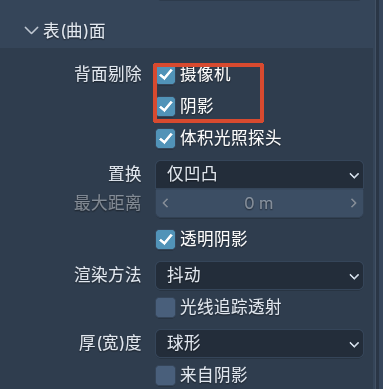 表(曲)面
背面剔除 摄像机
阴影
体积光照探头
置换 仅凹凸
最大距离 0 m
透明阴影
渲染方法 抖动
光线追踪透射
厚(宽)度 球形
来自阴影